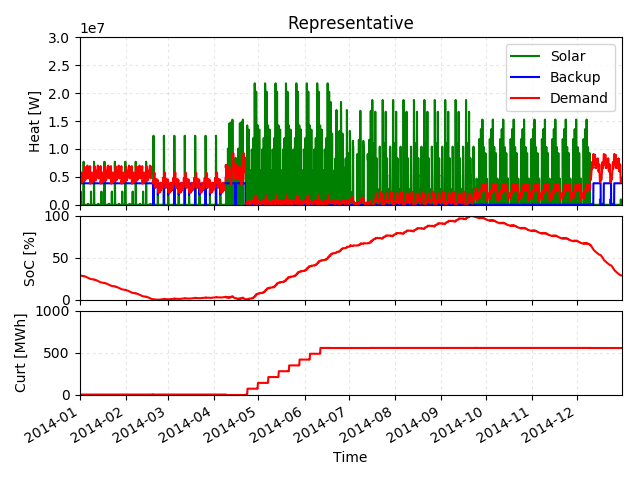 Representative
1e7
3.0
2.5
2.0
1.5
1.0
0.5
0.0
Heat [W]
Solar
Backup
Demand
100
50
0
SoC [%]
1000
500
0
Curt [MWh]
2014-01
2014-02
2014-03
2014-04
2014-05
2014-06
2014-07
2014-08
2014-09
2014-10
2014-11
2014-12
Time